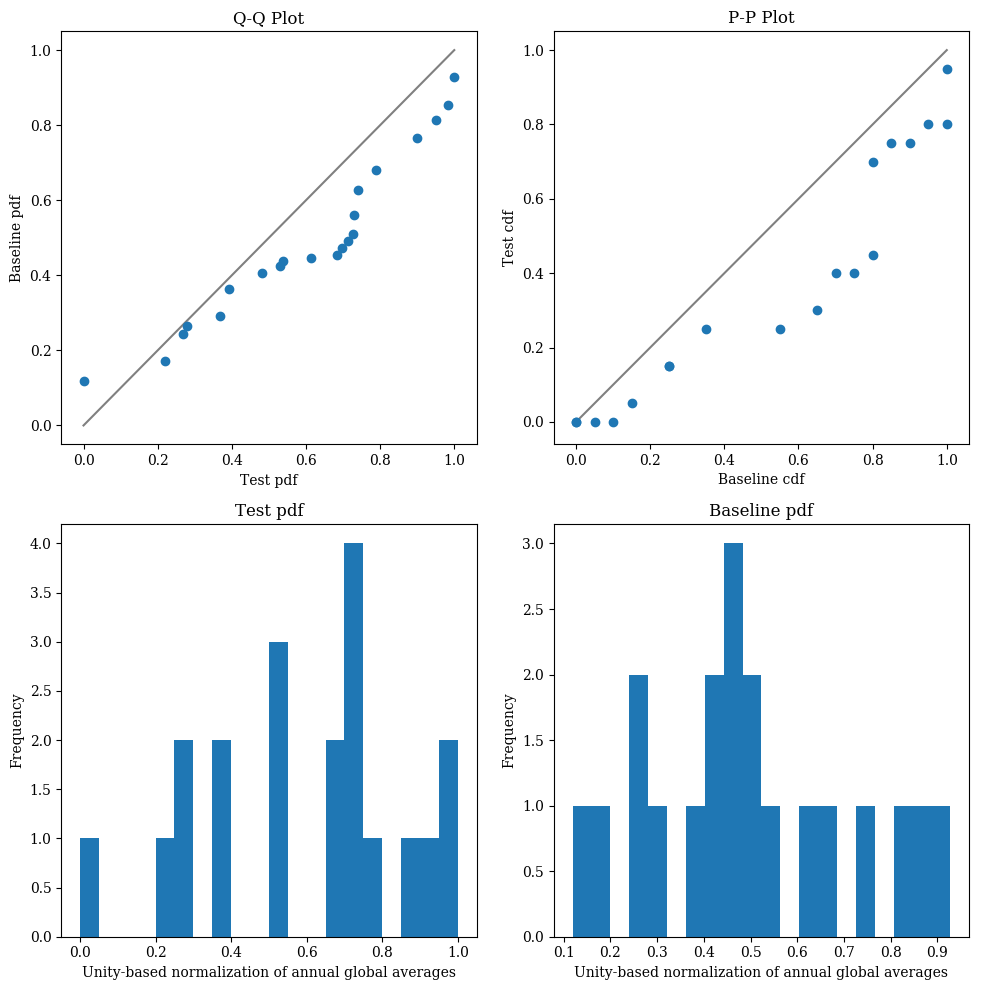 Q-Q Plot
1.0
0.8
0.6
0.4
0.2
0.0
Baseline pdf
0.0 0.2 0.4 0.6 0.8 1.0
Test pdf
P-P Plot
1.0
0.8
0.6
0.4
0.2
0.0
Test cdf
0.0 0.2 0.4 0.6 0.8 1.0
Baseline cdf
Test pdf
4.0
3.5
3.0
2.5
2.0
1.5
1.0
0.5
0.0
Frequency
0.0 0.2 0.4 0.6 0.8 1.0
Unity-based normalization of annual global averages
Baseline pdf
3.0
2.5
2.0
1.5
1.0
0.5
0.0
Frequency
0.1 0.2 0.3 0.4 0.5 0.6 0.7 0.8 0.9
Unity-based normalization of annual global averages